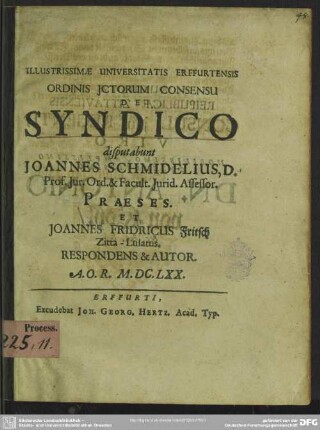 ILLUSTRISSIMÆ UNIVERSITATIS ERFFURTENSIS
ORDINIS JCTORUM CONSENSU
DE
SYNDICO
disputabunt
JOANNES SCHMIDELIUS, D.
Prof. Jur. Ord. & Facult. Jurid. Assessor.
PRAESES.
ET
JOANNES FRIDRICUS Fritsch
Zitta-Lusatus,
RESPONDENS & AUTOR.
A. O. R. M. DC. LXX.
ERFFURTI,
Excudebat JOH. GEORG. HERTZ, Acad. Typ.
Process.
225, 11.